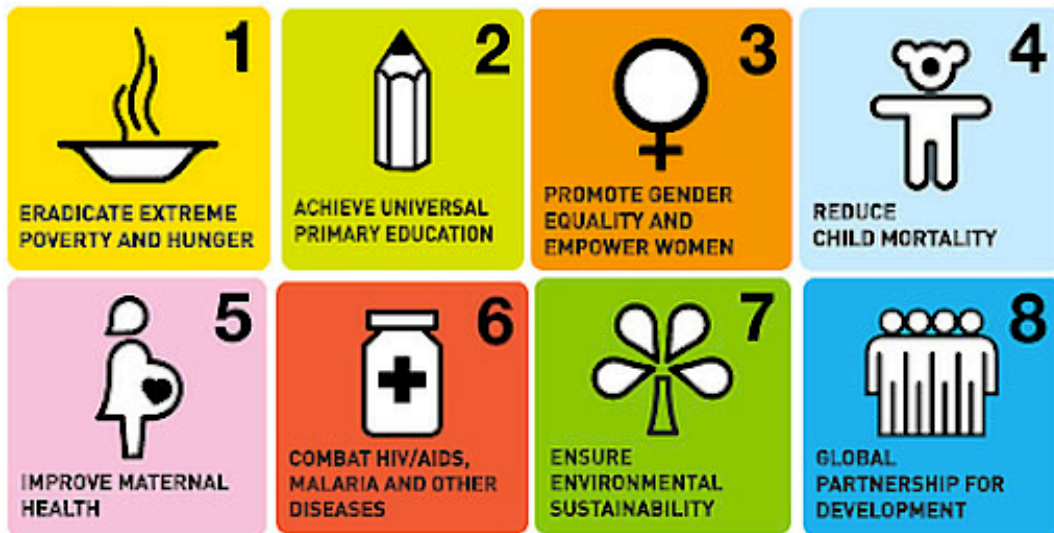 1
ERADICATE EXTREME
POVERTY AND HUNGER
2
ACHIEVE UNIVERSAL
PRIMARY EDUCATION
3
PROMOTE GENDER
EQUALITY AND
EMPOWER WOMEN
4
REDUCE
CHILD MORTALITY
5
IMPROVE MATERNAL
HEALTH
6
COMBAT HIV/AIDS,
MALARIA AND OTHER
DISEASES
7
ENSURE
ENVIRONMENTAL
SUSTAINABILITY
8
GLOBAL
PARTNERSHIP FOR
DEVELOPMENT